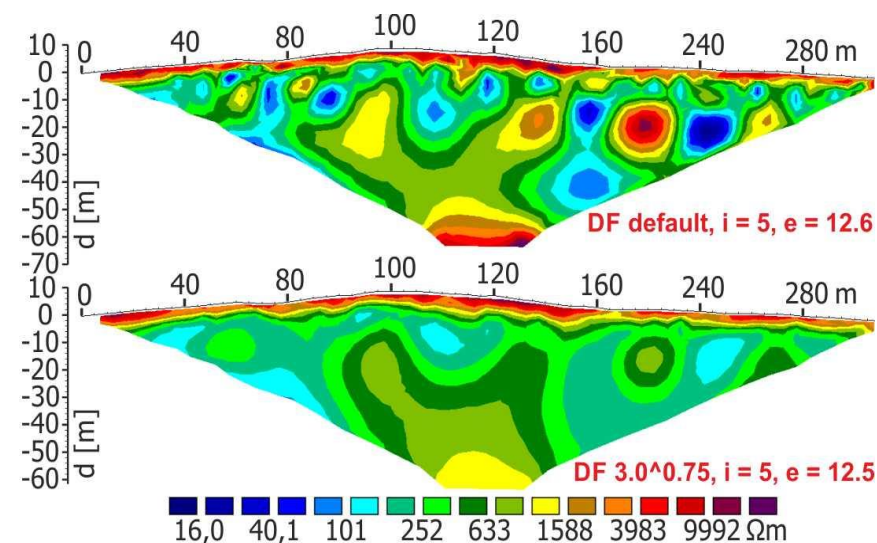 10
0
-10
-20
-30
-40
-50
-60
-70
d [m]
0 40 80 100 120 160 240 280 m
DF default, i = 5, e = 12.6
10
0
-10
-20
-30
-40
-50
-60
d [m]
0 40 80 100 120 160 240 280 m
DF 3.0^0.75, i = 5, e = 12.5
16,0 40,1 101 252 633 1588 3983 9992 Ωm